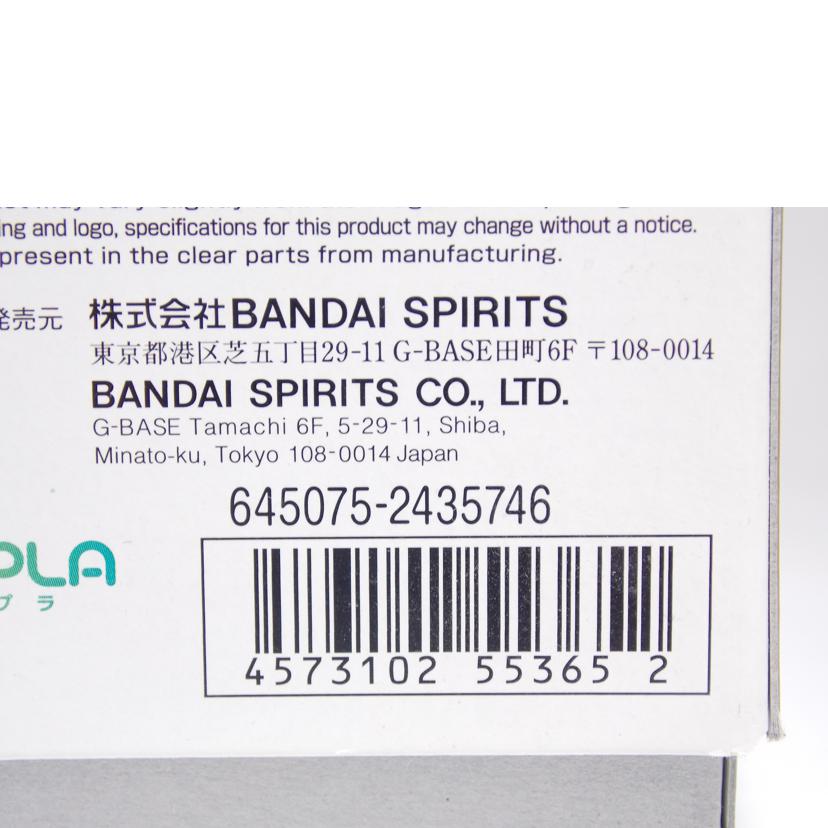 ing and logo, specifications for this product may change without a notice.
present in the clear parts from manufacturing.
発売元 株式会社BANDAI SPIRITS
東京都港区芝五丁目29-11 G-BASE田町6F 〒108-0014
BANDAI SPIRITS CO., LTD.
G-BASE Tamachi 6F, 5-29-11, Shiba,
Minato-ku, Tokyo 108-0014 Japan
645075-2435746
PLA
プラ
4573102 55365 2